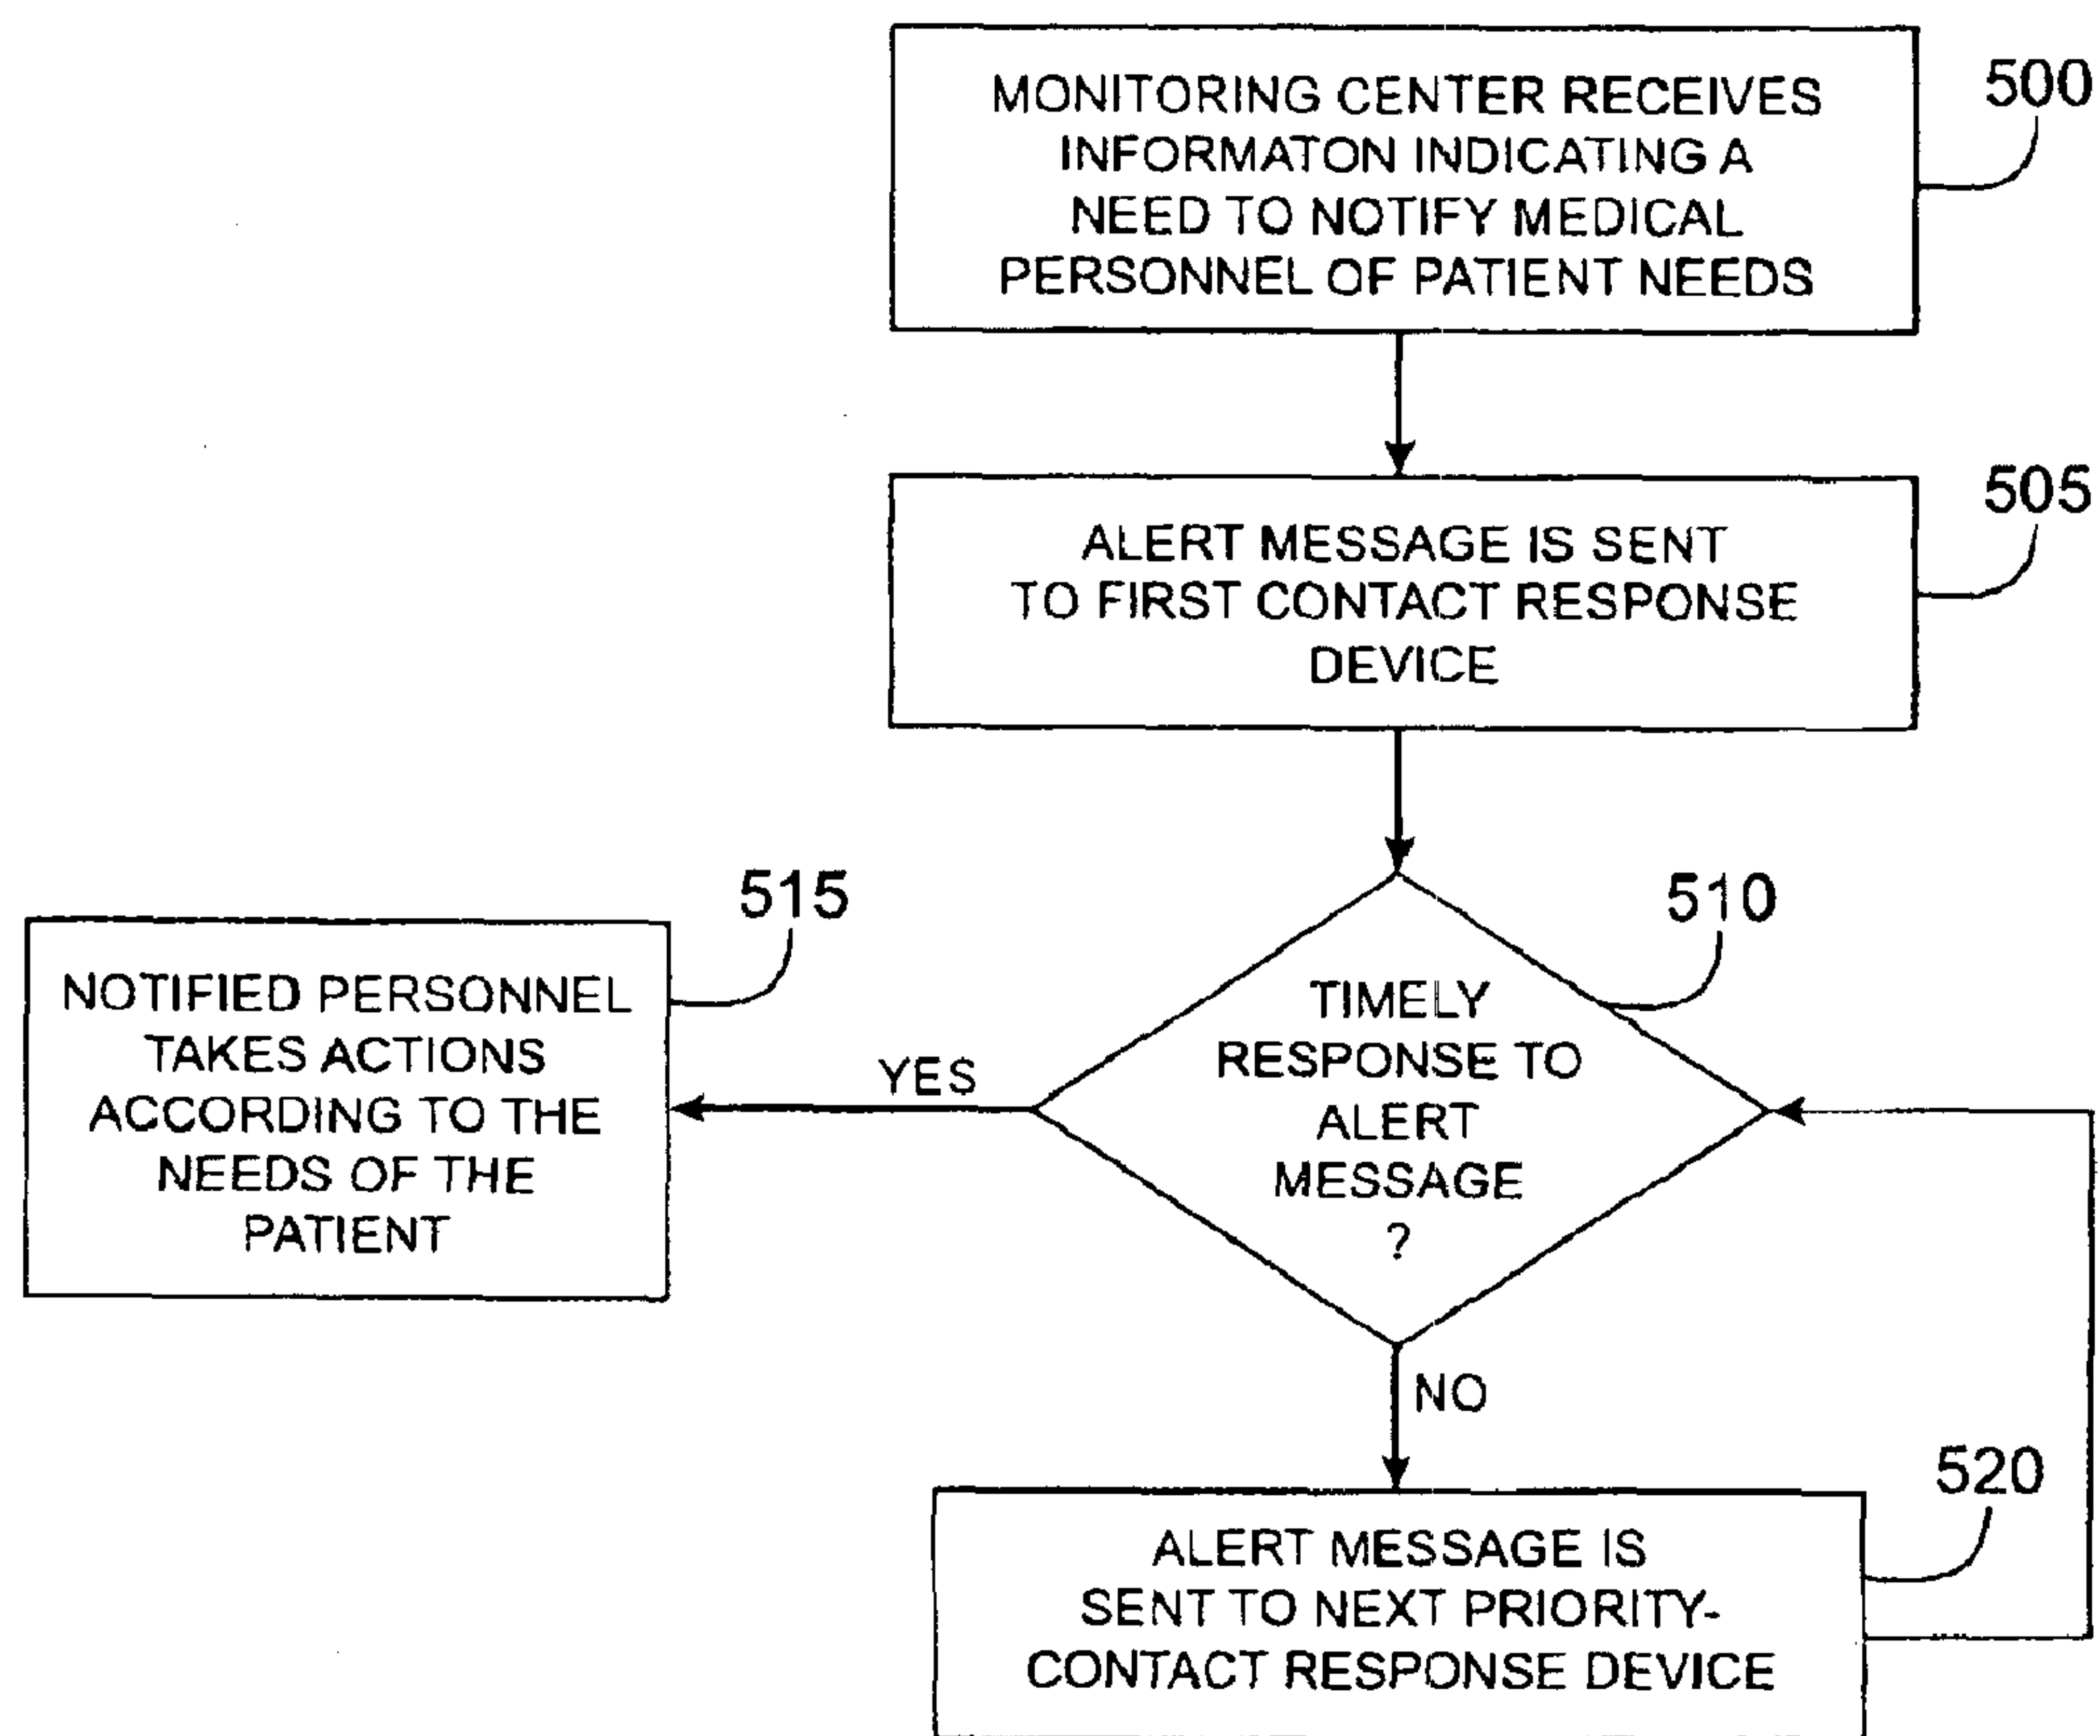 MONITORING CENTER RECEIVES
INFORMATON INDICATING A
NEED TO NOTIFY MEDICAL
PERSONNEL OF PATIENT NEEDS
500
ALERT MESSAGE IS SENT
TO FIRST CONTACT RESPONSE
DEVICE
505
TIMELY
RESPONSE TO
ALERT
MESSAGE
?
510
YES
NOTIFIED PERSONNEL
TAKES ACTIONS
ACCORDING TO THE
NEEDS OF THE
PATIENT
515
NO
ALERT MESSAGE IS
SENT TO NEXT PRIORITY-
CONTACT RESPONSE DEVICE
520